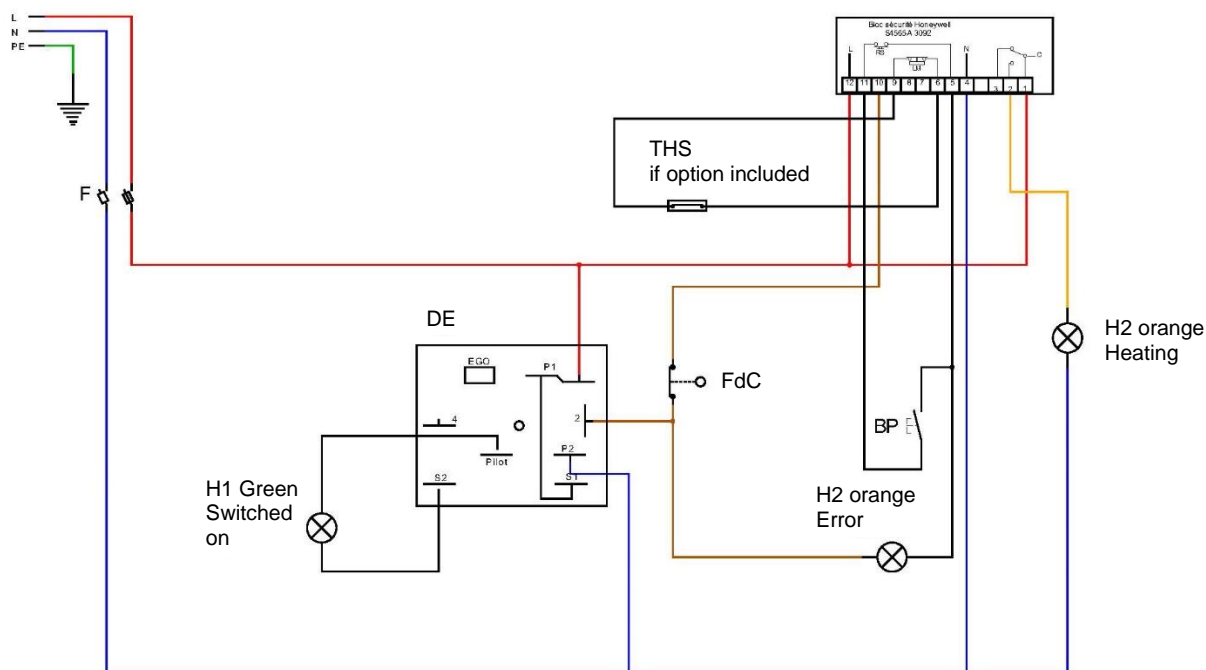 L
N
PE
Bloc sécurité Honeywell
S4565A 3092
L
RS
N
C
12 11 10 9 8 7 6 5 4 3 2 1
THS
if option included
F
DE
EGO
P1
4
2
Pilot
P2
S2
S1
FdC
H2 orange
Heating
BP
H1 Green
Switched
on
H2 orange
Error